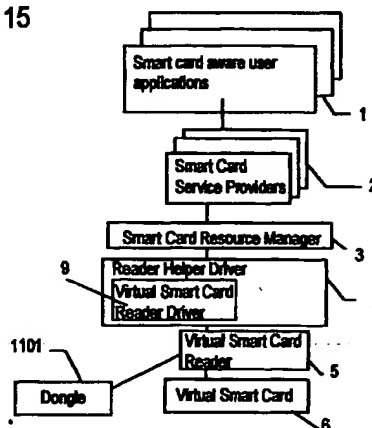 15
Smart card aware user
applications
1
Smart Card
Service Providers
2
Smart Card Resource Manager
3
Reader Helper Driver
9
Virtual Smart Card
Reader Driver
1101
Virtual Smart Card
Reader
5
Dongle
Virtual Smart Card
6